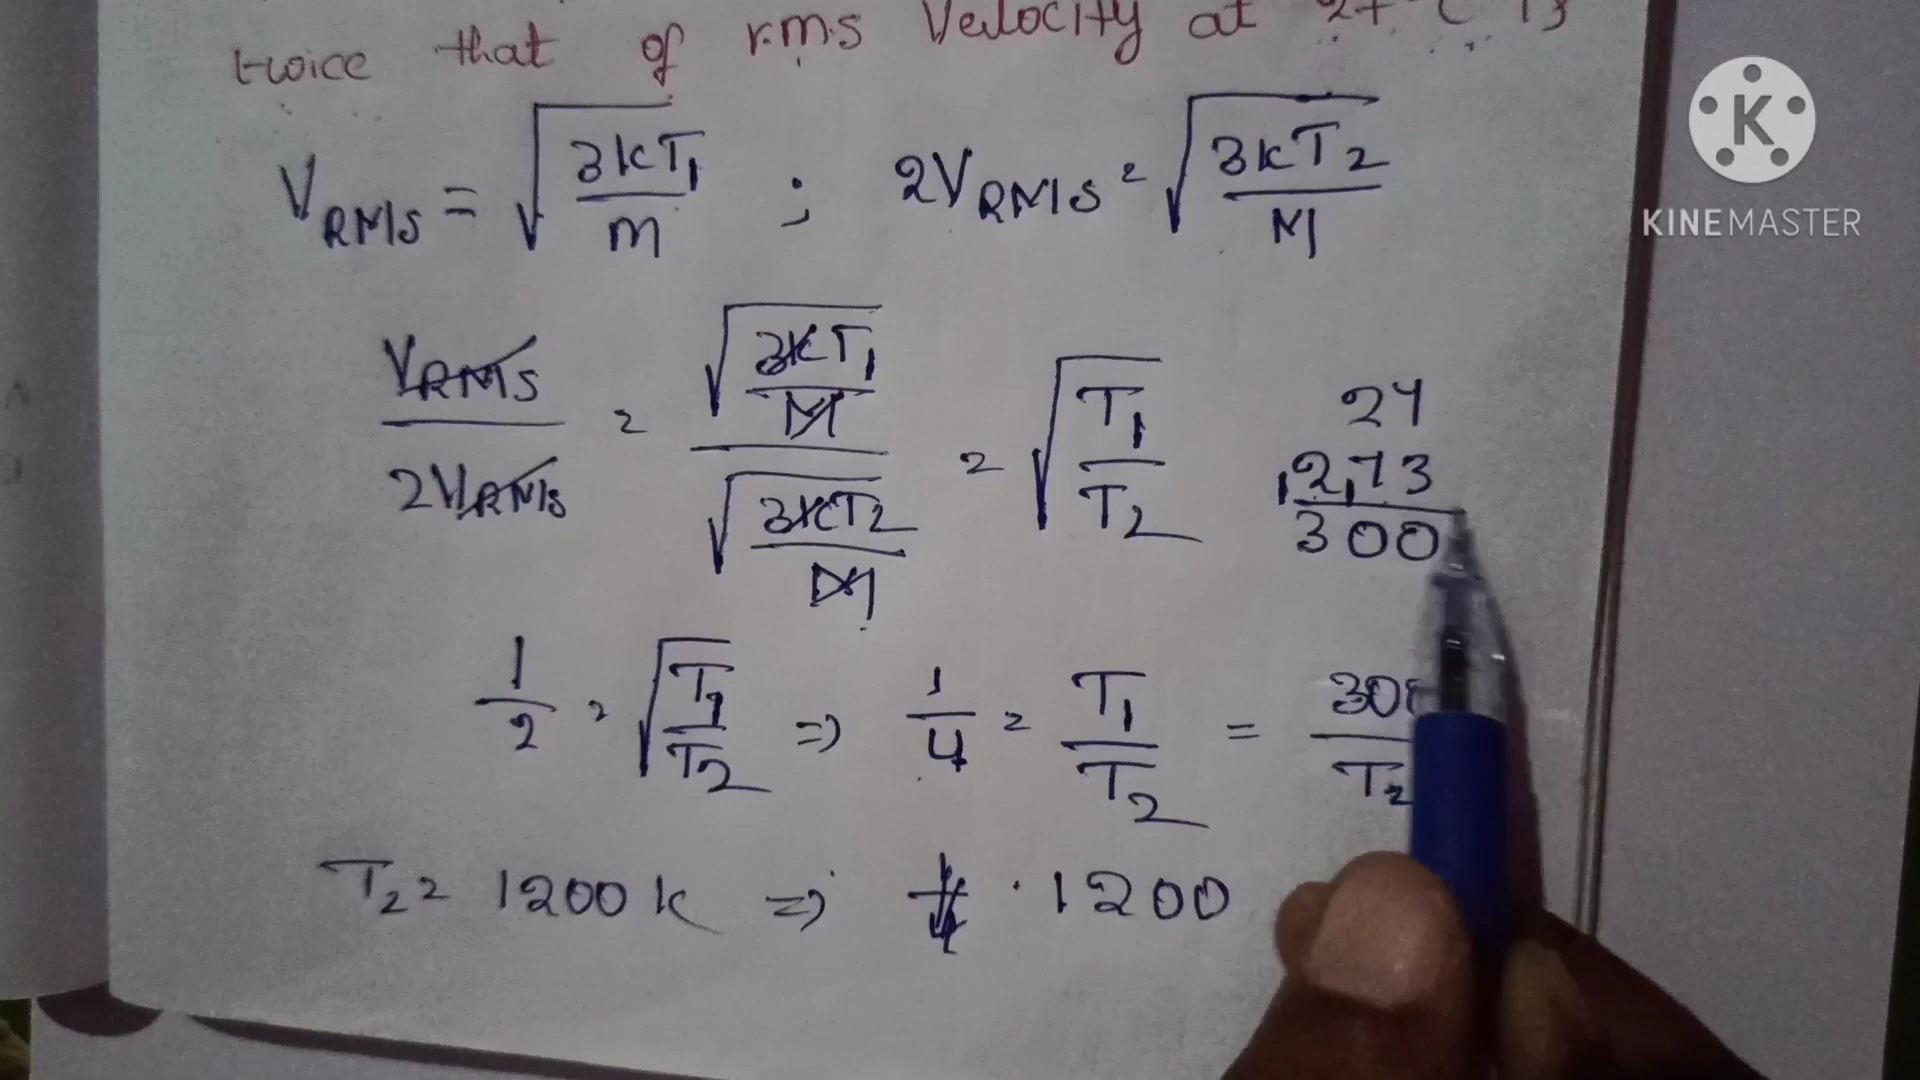 twice that of r.m.s Velocity at 27°C is
V_RMS = √(3kT₁/m) ; 2V_RMS = √(3kT₂/M)
V_RMS/2V_RMS = √(3kT₁/M)/√(3kT₂/M) = √(T₁/T₂)
27
273
300
1/2 = √(T₁/T₂) ⇒ 1/4 = T₁/T₂ = 300/T₂
T₂ = 1200 K ⇒ · 1200
K
KINEMASTER